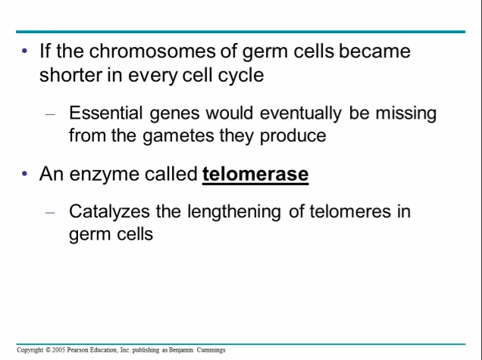 • If the chromosomes of germ cells became
shorter in every cell cycle
– Essential genes would eventually be missing
from the gametes they produce
• An enzyme called telomerase
– Catalyzes the lengthening of telomeres in
germ cells
Copyright © 2005 Pearson Education, Inc. publishing as Benjamin Cummings